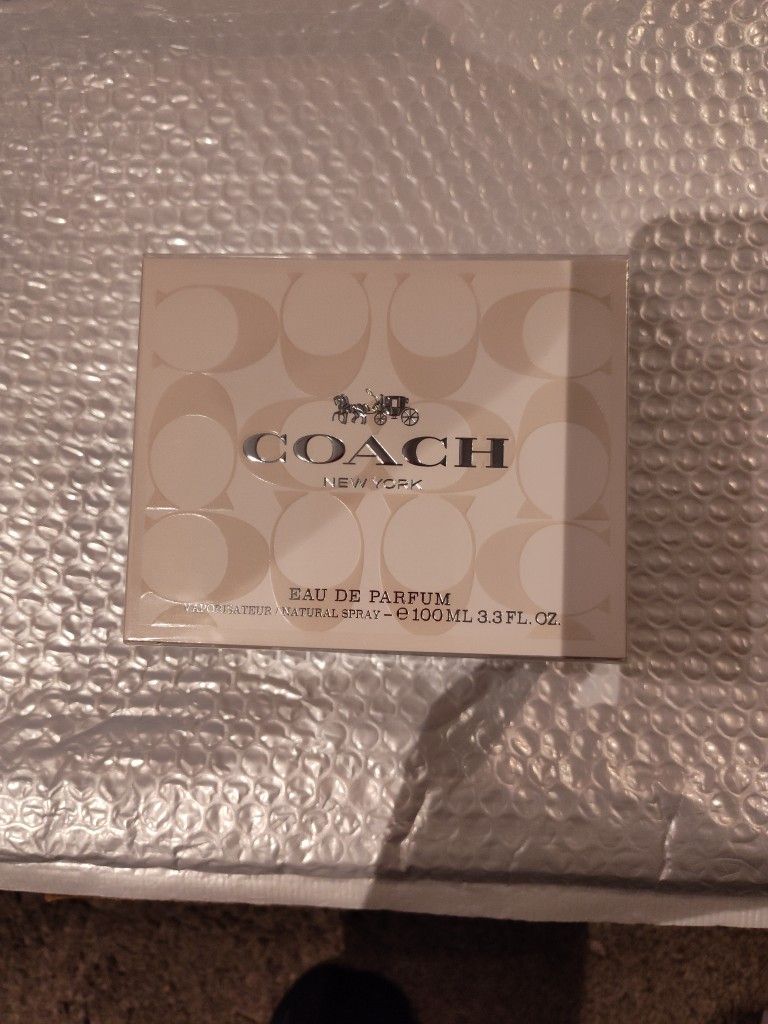 COACH
NEW YORK
EAU DE PARFUM
VAPORISATEUR / NATURAL SPRAY – ℮ 100 ML 3.3 FL. OZ.